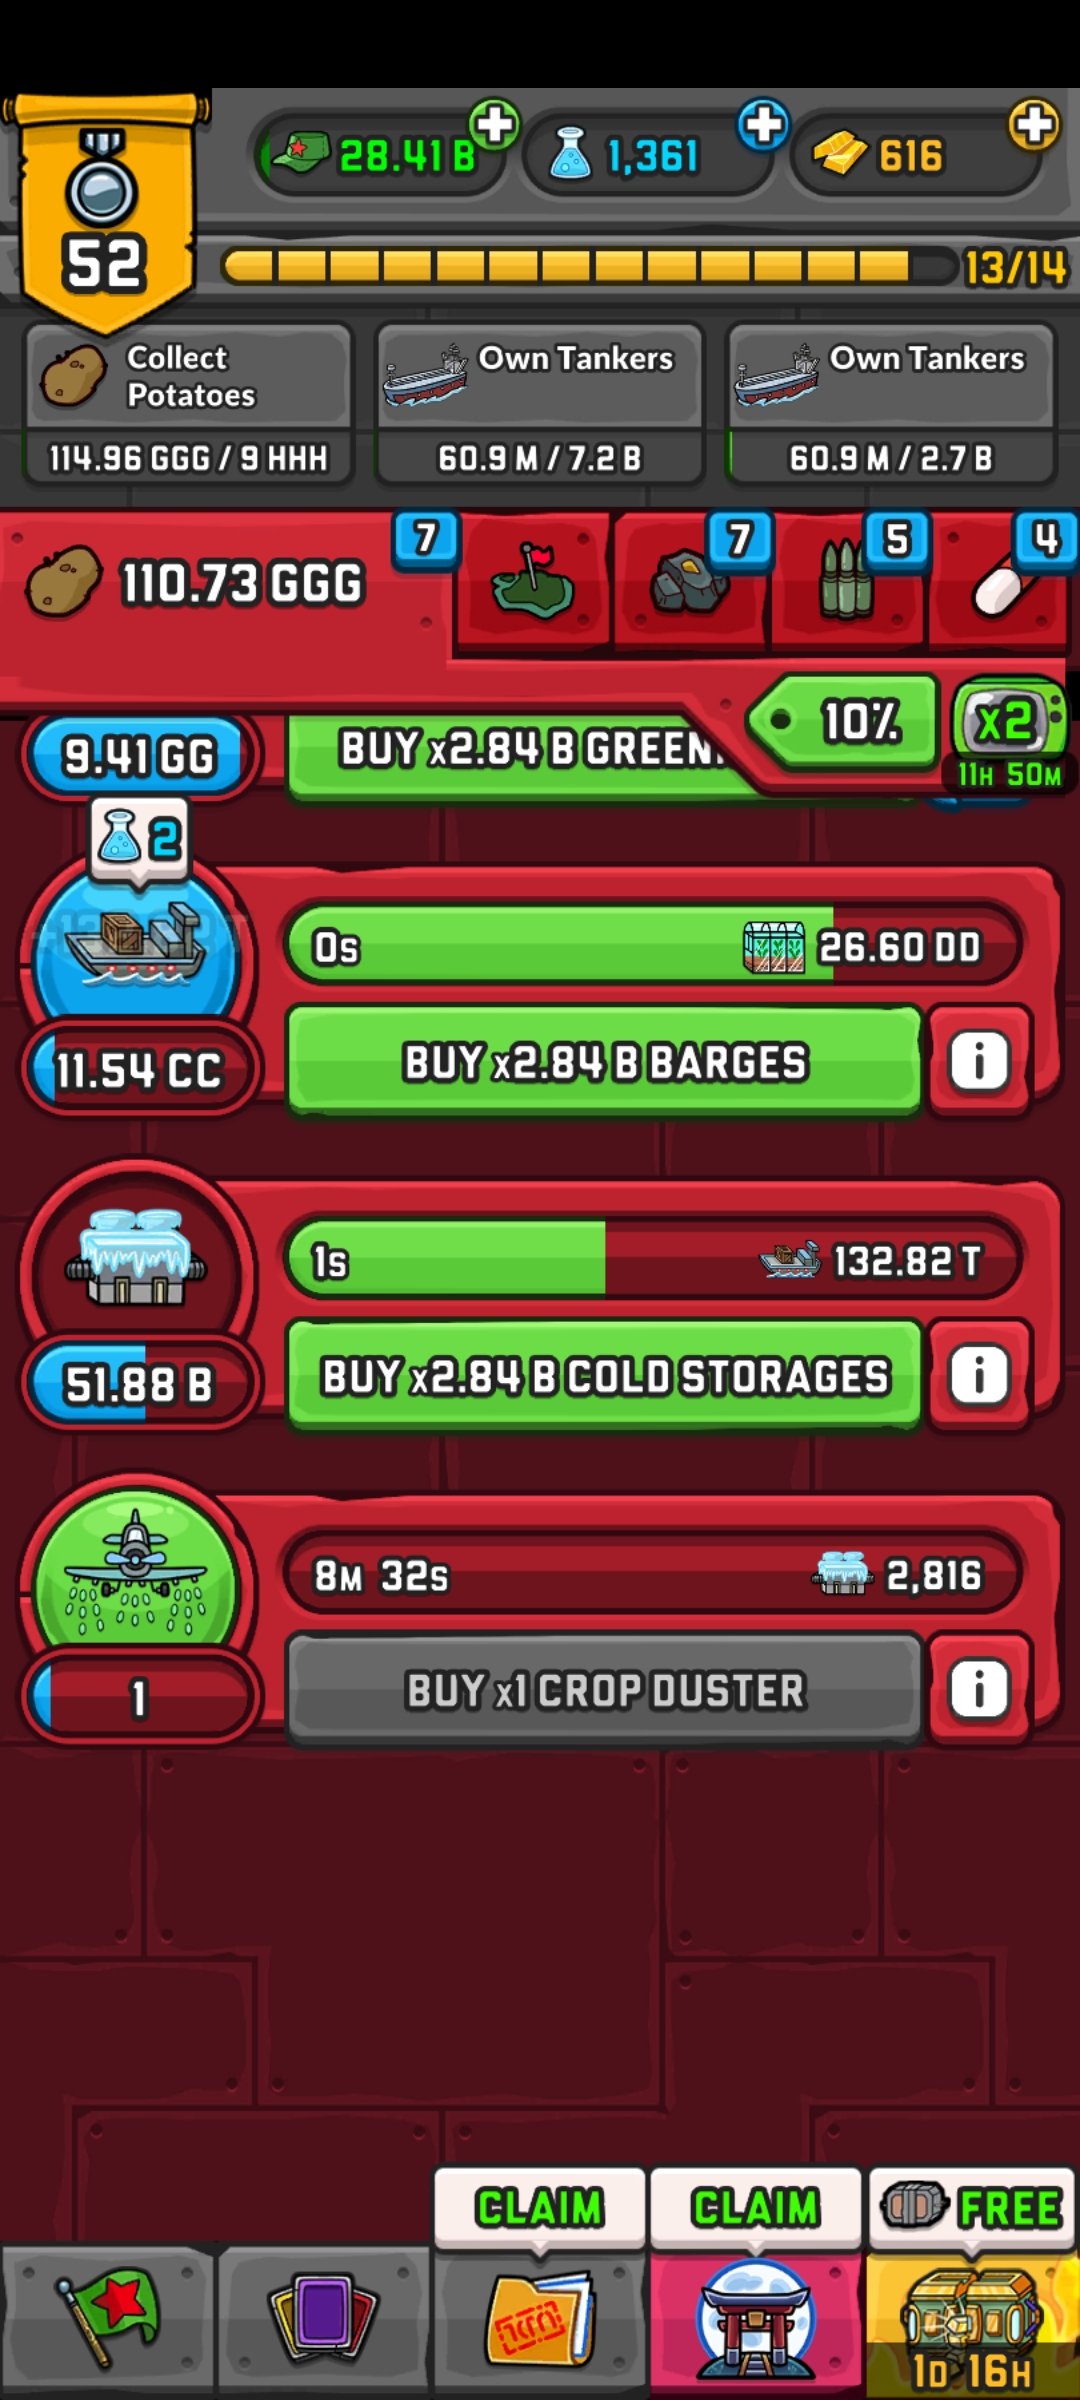 28.41 B
1,361
616
52
13/14
Collect
Potatoes
114.96 GGG / 9 HHH
Own Tankers
60.9 M / 7.2 B
Own Tankers
60.9 M / 2.7 B
110.73 GGG
7
7
5
4
10%
x2
11H 50M
9.41 GG
BUY x2.84 B GREEN
2
0s
26.60 DD
11.54 CC
BUY x2.84 B BARGES
i
1s
132.82 T
51.88 B
BUY x2.84 B COLD STORAGES
i
8M 32s
2,816
1
BUY x1 CROP DUSTER
i
CLAIM
CLAIM
FREE
1D 16H